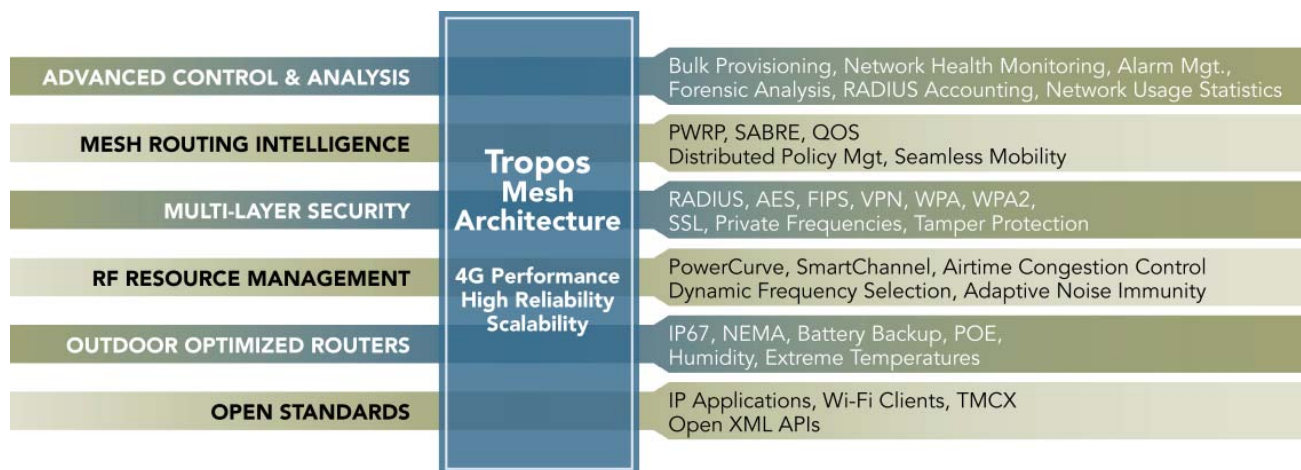 ADVANCED CONTROL & ANALYSIS
Bulk Provisioning, Network Health Monitoring, Alarm Mgt.,
Forensic Analysis, RADIUS Accounting, Network Usage Statistics
MESH ROUTING INTELLIGENCE
PWRP, SABRE, QOS
Distributed Policy Mgt, Seamless Mobility
Tropos
Mesh
Architecture
4G Performance
High Reliability
Scalability
MULTI-LAYER SECURITY
RADIUS, AES, FIPS, VPN, WPA, WPA2,
SSL, Private Frequencies, Tamper Protection
RF RESOURCE MANAGEMENT
PowerCurve, SmartChannel, Airtime Congestion Control
Dynamic Frequency Selection, Adaptive Noise Immunity
OUTDOOR OPTIMIZED ROUTERS
IP67, NEMA, Battery Backup, POE,
Humidity, Extreme Temperatures
OPEN STANDARDS
IP Applications, Wi-Fi Clients, TMCX
Open XML APIs